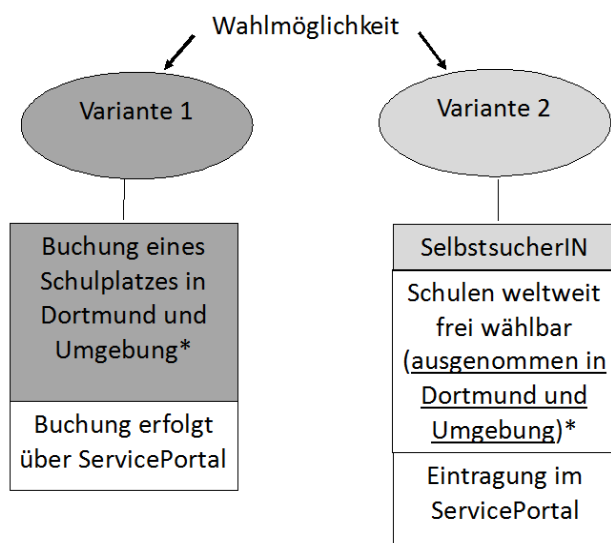 Wahlmöglichkeit
Variante 1
Buchung eines
Schulplatzes in
Dortmund und
Umgebung*
Buchung erfolgt
über ServicePortal
Variante 2
SelbstsucherIN
Schulen weltweit
frei wählbar
(ausgenommen in
Dortmund und
Umgebung)*
Eintragung im
ServicePortal